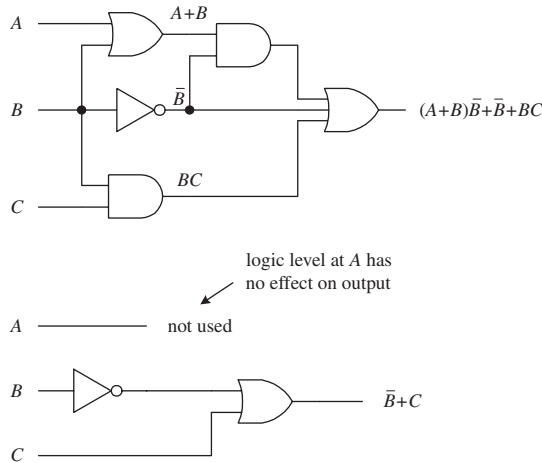 A
A+B
B
B̄
(A+B)B̄+B̄+BC
BC
C
logic level at A has
no effect on output
A
not used
B
B̄+C
C